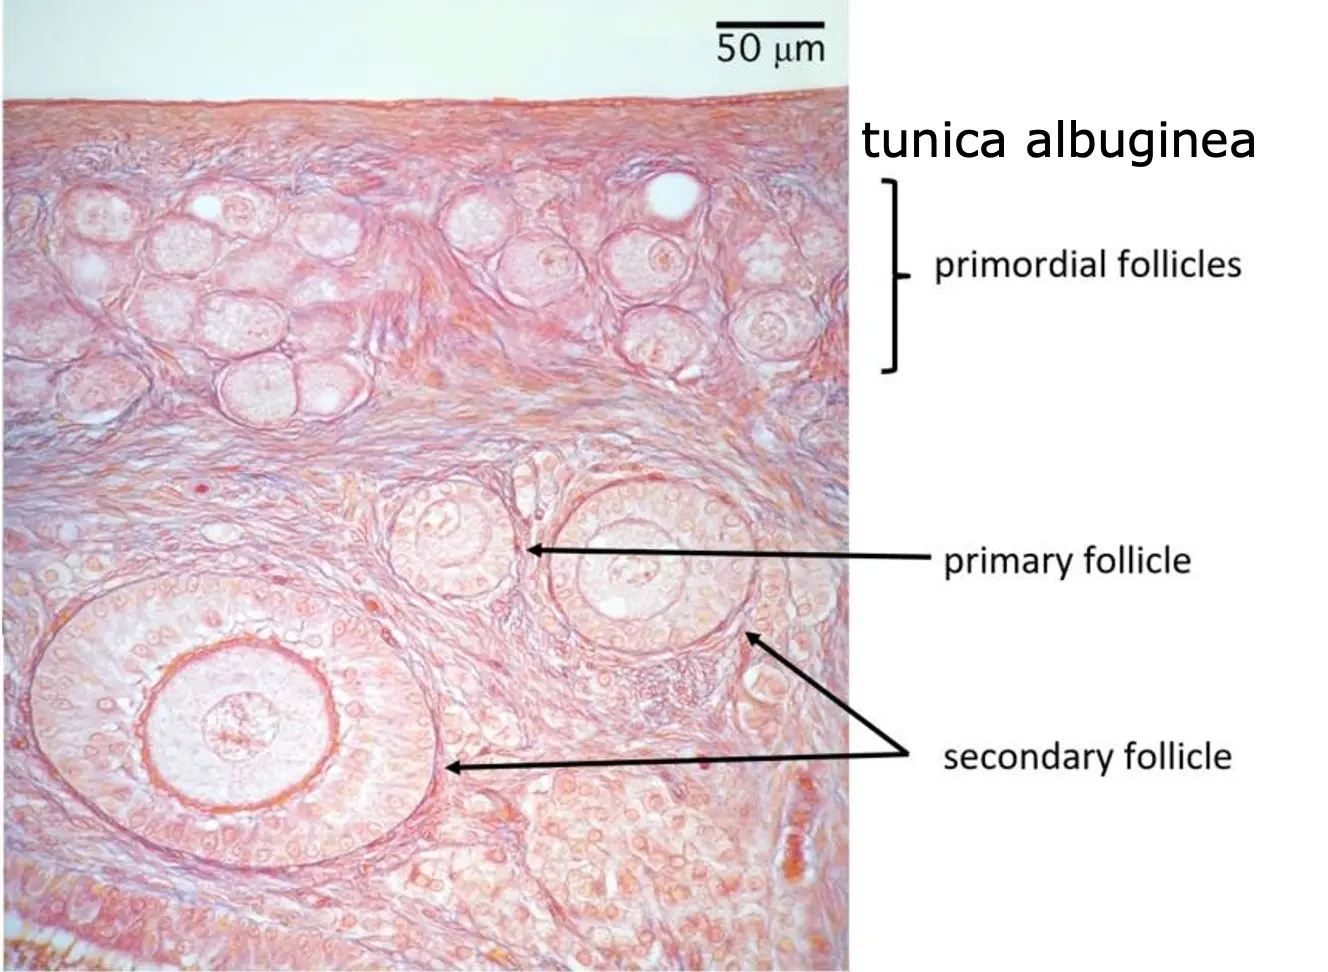 50 μm
tunica albuginea
primordial follicles
primary follicle
secondary follicle